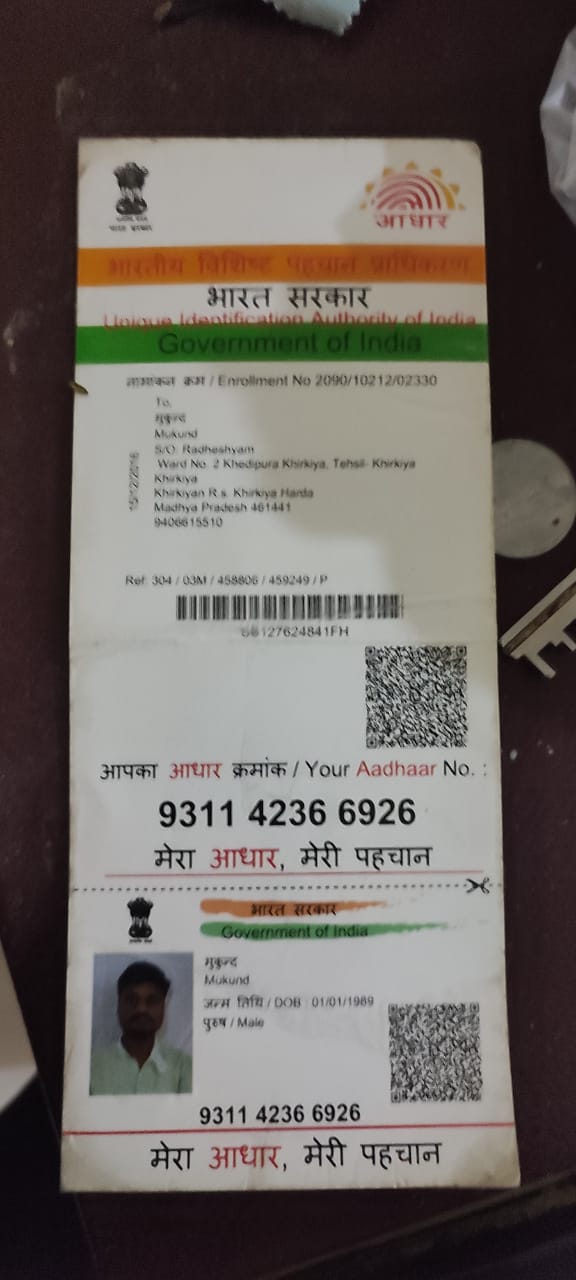 भारत सरकार
आधार
भारतीय विशिष्ट पहचान प्राधिकरण
भारत सरकार
Unique Identification Authority of India
Government of India
नामांकन क्रम / Enrollment No 2090/10212/02330
To,
मुकुन्द
Mukund
S/O: Radheshyam
Ward No. 2 Khedipura Khirkiya, Tehsil- Khirkiya
Khirkiya
Khirkiyan R.s. Khirkiya Harda
Madhya Pradesh 461441
9406615510
15/12/2016
Ref: 304 / 03M / 458806 / 459249 / P
आपका आधार क्रमांक / Your Aadhaar No. :
9311 4236 6926
मेरा आधार, मेरी पहचान
भारत सरकार
Government of India
मुकुन्द
Mukund
जन्म तिथि / DOB : 01/01/1989
पुरुष / Male
9311 4236 6926
मेरा आधार, मेरी पहचान